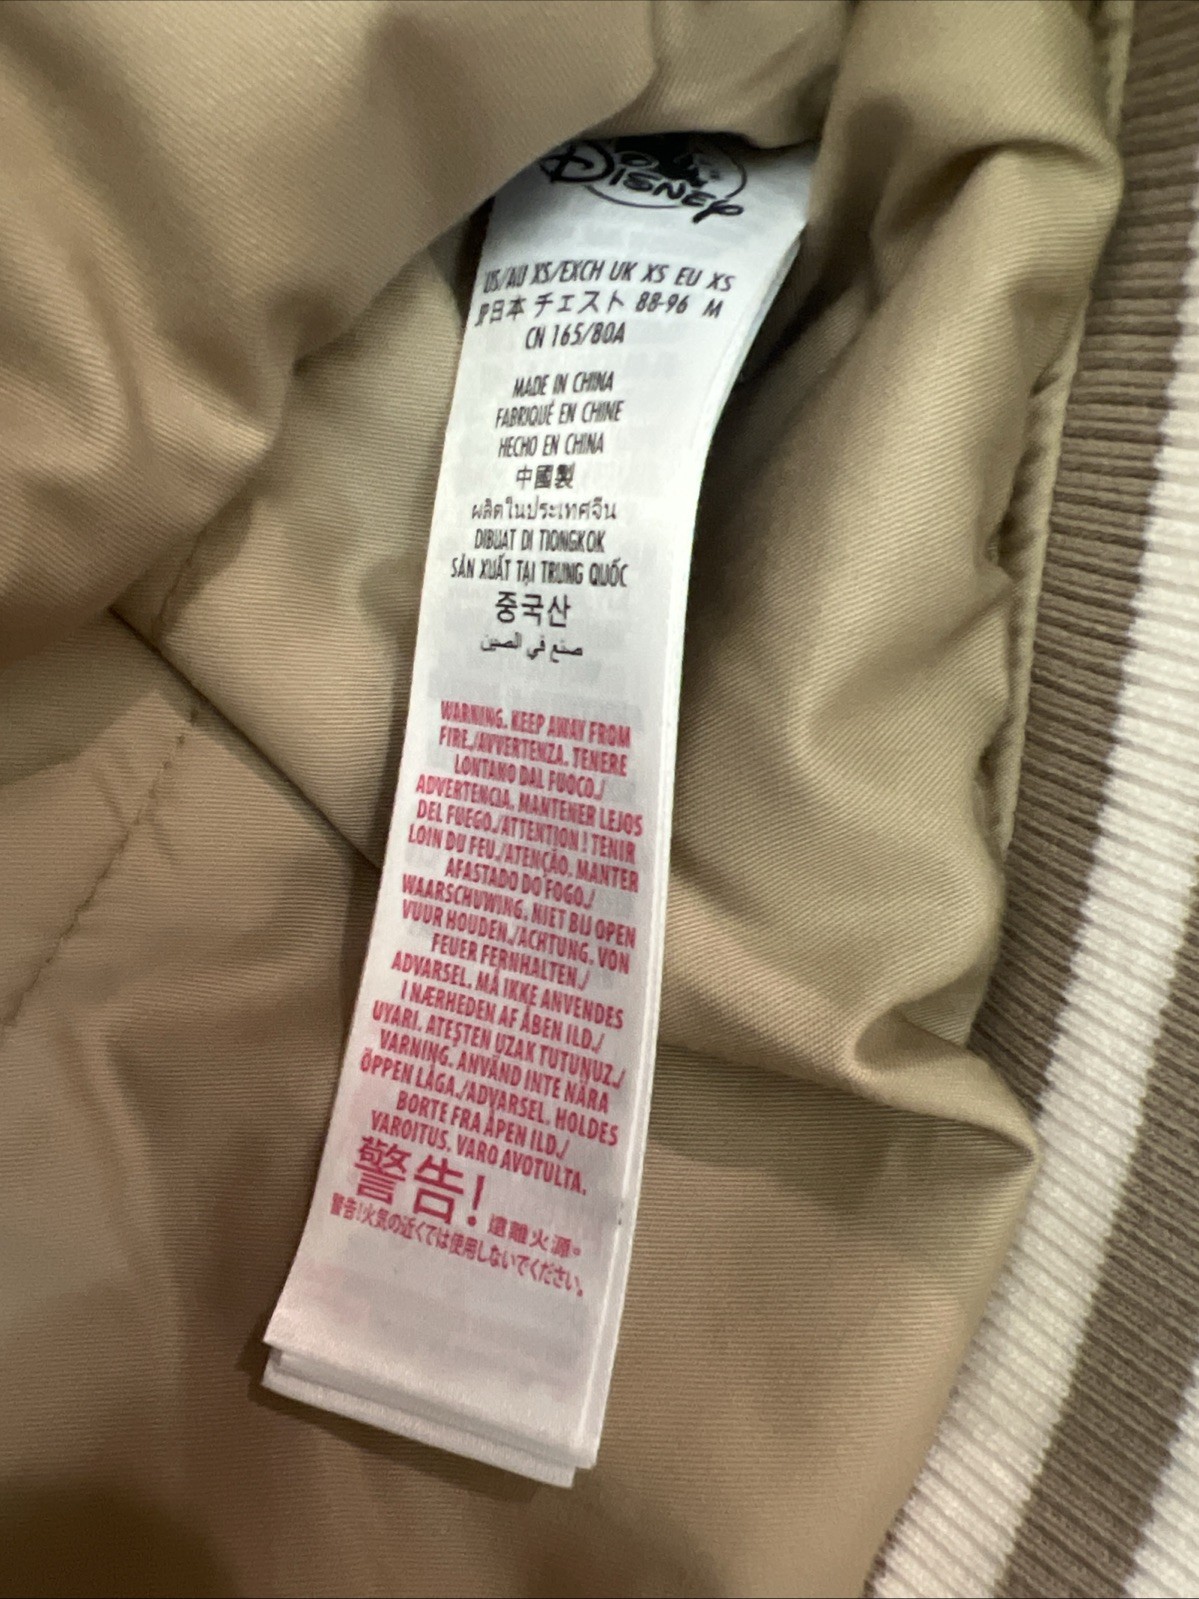 Disney
US/AU XS/EXCH UK XS EU XS
日本 チェスト 88-96 M
CN 165/80A
MADE IN CHINA
FABRIQUÉ EN CHINE
HECHO EN CHINA
中國製
ผลิตในประเทศจีน
DIBUAT DI TIONGKOK
SẢN XUẤT TẠI TRUNG QUỐC
중국산
صنع في الصين
WARNING. KEEP AWAY FROM
FIRE./AVVERTENZA. TENERE
LONTANO DAL FUOCO./
ADVERTENCIA. MANTENER LEJOS
DEL FUEGO./ATTENTION ! TENIR
LOIN DU FEU./ATENÇÃO. MANTER
AFASTADO DO FOGO./
WAARSCHUWING. NIET BIJ OPEN
VUUR HOUDEN./ACHTUNG. VON
FEUER FERNHALTEN./
ADVARSEL. MÅ IKKE ANVENDES
I NÆRHEDEN AF ÅBEN ILD./
UYARI. ATEŞTEN UZAK TUTUNUZ./
VARNING. ANVÄND INTE NÄRA
ÖPPEN LÅGA./ADVARSEL. HOLDES
BORTE FRA ÅPEN ILD./
VAROITUS. VARO AVOTULTA.
警告! 遠離火源。
警告!火気の近くでは使用しないでください。